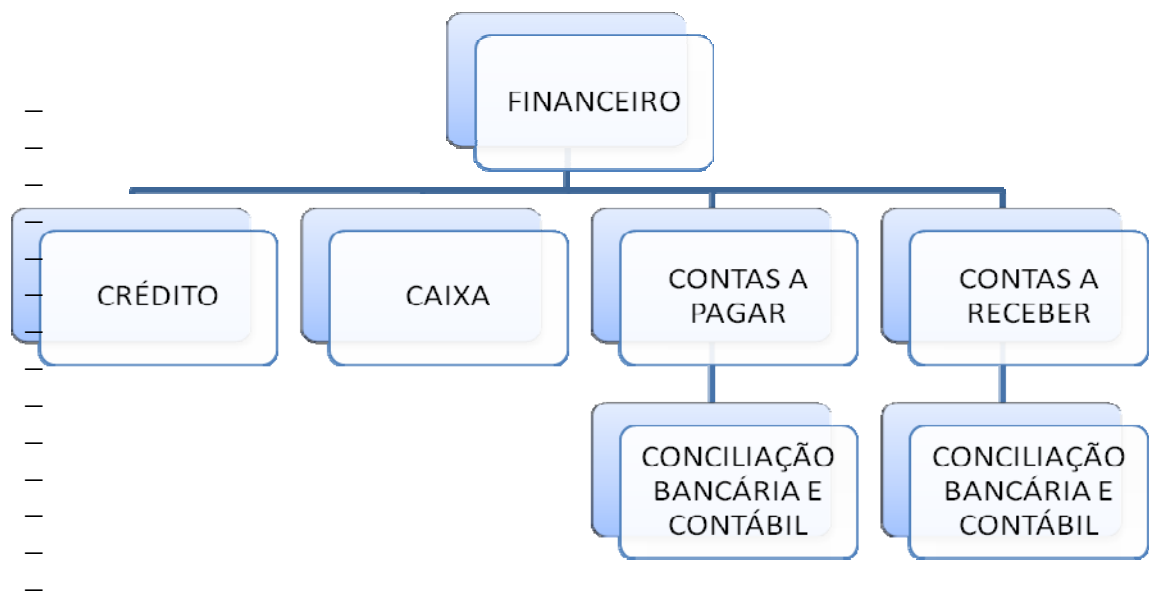 FINANCEIRO
CRÉDITO
CAIXA
CONTAS A
PAGAR
CONTAS A
RECEBER
CONCILIAÇÃO
BANCÁRIA E
CONTÁBIL
CONCILIAÇÃO
BANCÁRIA E
CONTÁBIL